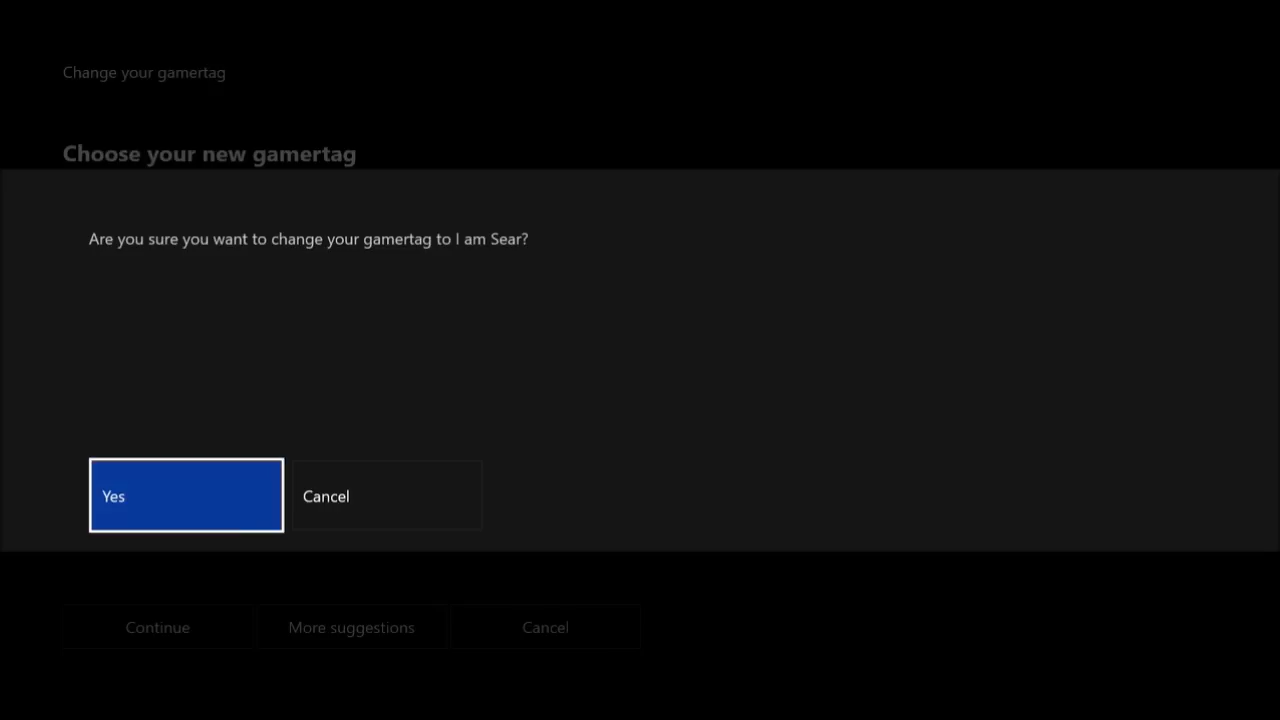 Change your gamertag
Choose your new gamertag
Are you sure you want to change your gamertag to I am Sear?
Yes
Cancel
Continue
More suggestions
Cancel